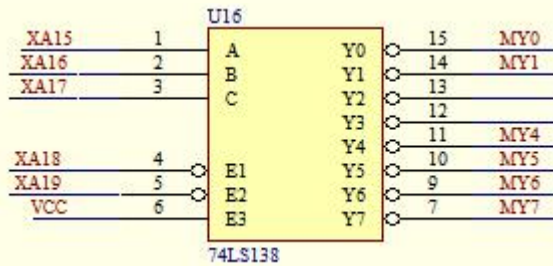 U16
XA15 1 A Y0 15 MY0
XA16 2 B Y1 14 MY1
XA17 3 C Y2 13
Y3 12
Y4 11 MY4
XA18 4 E1 Y5 10 MY5
XA19 5 E2 Y6 9 MY6
VCC 6 E3 Y7 7 MY7
74LS138